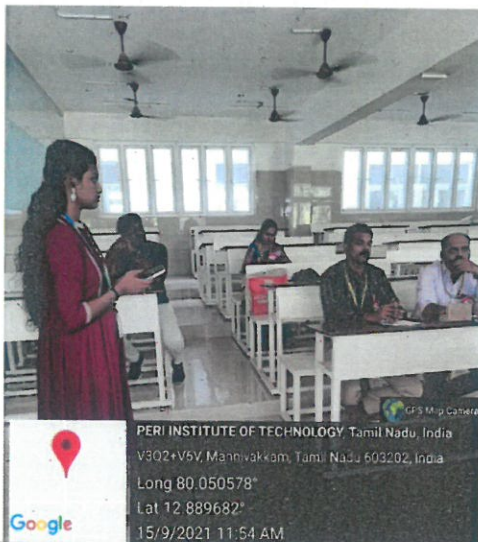 GPS Map Camera
PERI INSTITUTE OF TECHNOLOGY, Tamil Nadu, India
V3Q2+V6V, Mannivakkam, Tamil Nadu 603202, India
Long 80.050578°
Lat 12.889682°
15/9/2021 11:54 AM
Google